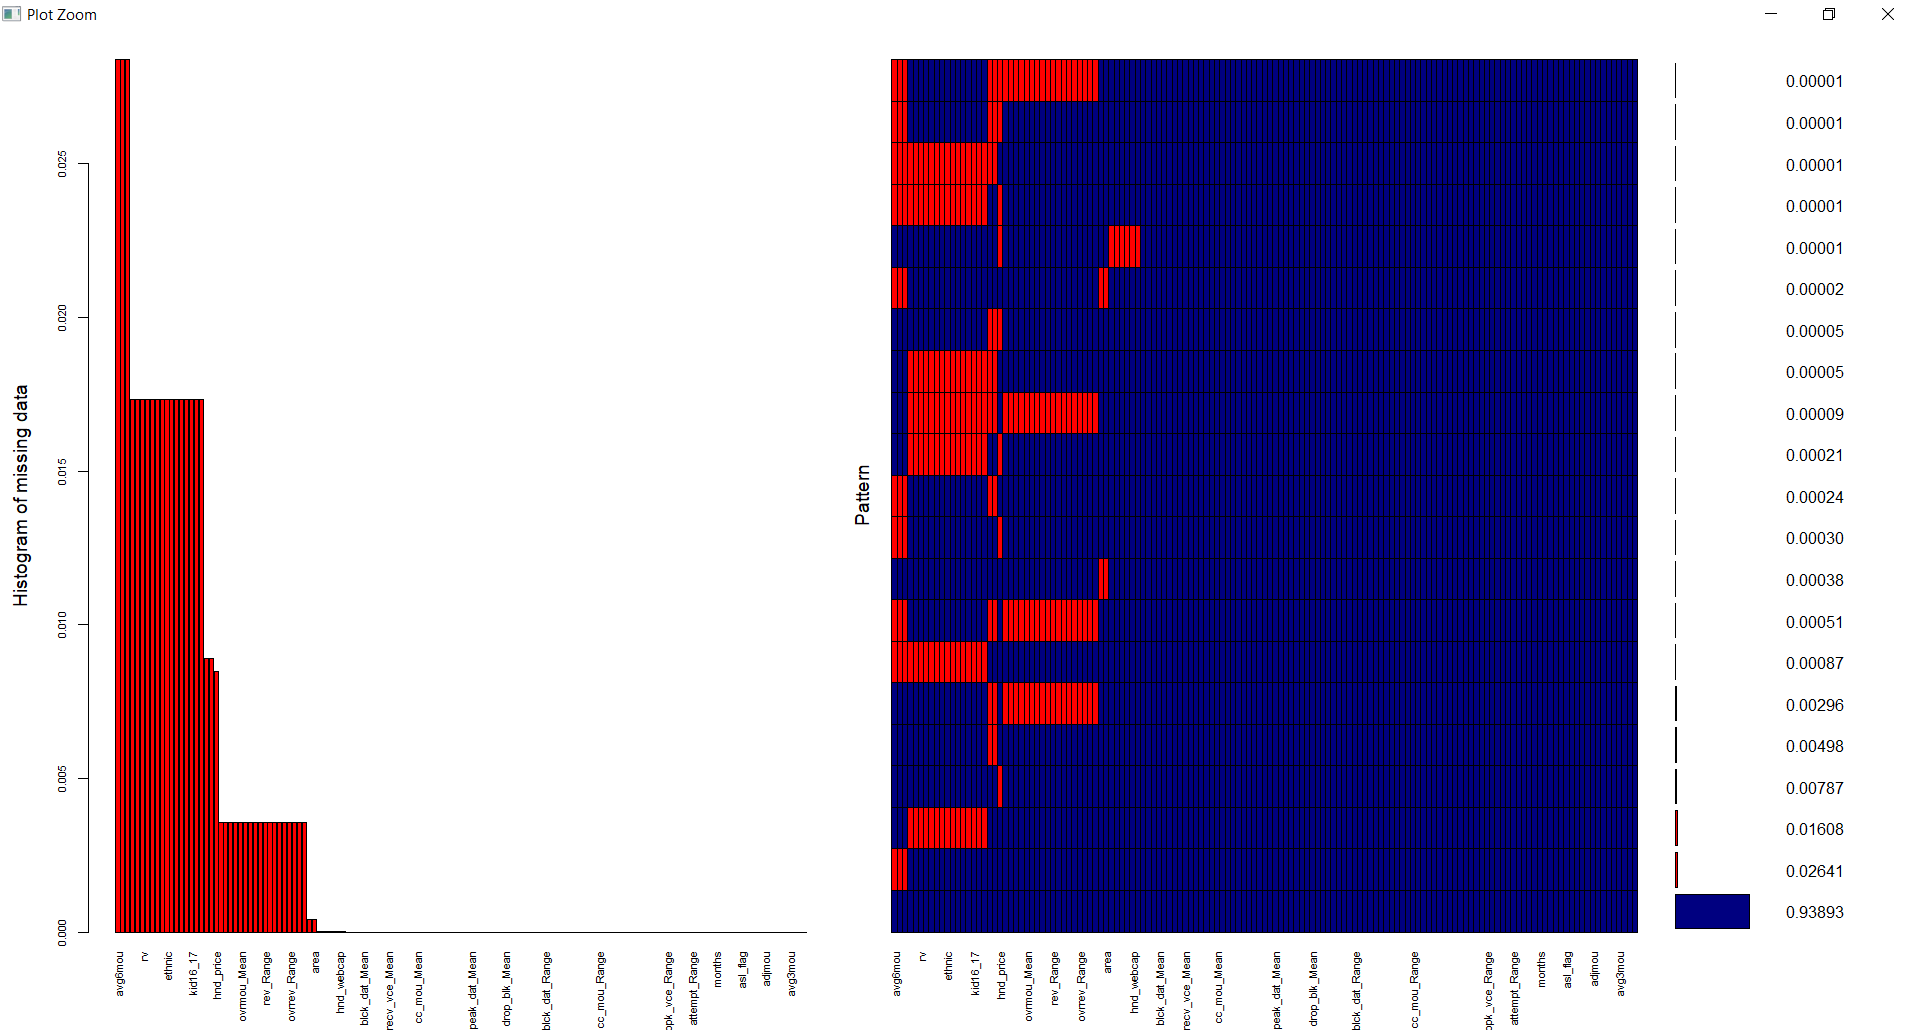 Plot Zoom
Histogram of missing data
0.000
0.005
0.010
0.015
0.020
0.025
avg6mou
rv
ethnic
kid16_17
hnd_price
ovrmou_Mean
rev_Range
ovrrev_Range
area
hnd_webcap
blck_dat_Mean
recv_vce_Mean
cc_mou_Mean
peak_dat_Mean
drop_blk_Mean
blck_dat_Range
cc_mou_Range
opk_vce_Range
attempt_Range
months
asl_flag
adjmou
avg3mou
Pattern
avg6mou
rv
ethnic
kid16_17
hnd_price
ovrmou_Mean
rev_Range
ovrrev_Range
area
hnd_webcap
blck_dat_Mean
recv_vce_Mean
cc_mou_Mean
peak_dat_Mean
drop_blk_Mean
blck_dat_Range
cc_mou_Range
opk_vce_Range
attempt_Range
months
asl_flag
adjmou
avg3mou
0.00001
0.00001
0.00001
0.00001
0.00001
0.00002
0.00005
0.00005
0.00009
0.00021
0.00024
0.00030
0.00038
0.00051
0.00087
0.00296
0.00498
0.00787
0.01608
0.02641
0.93893